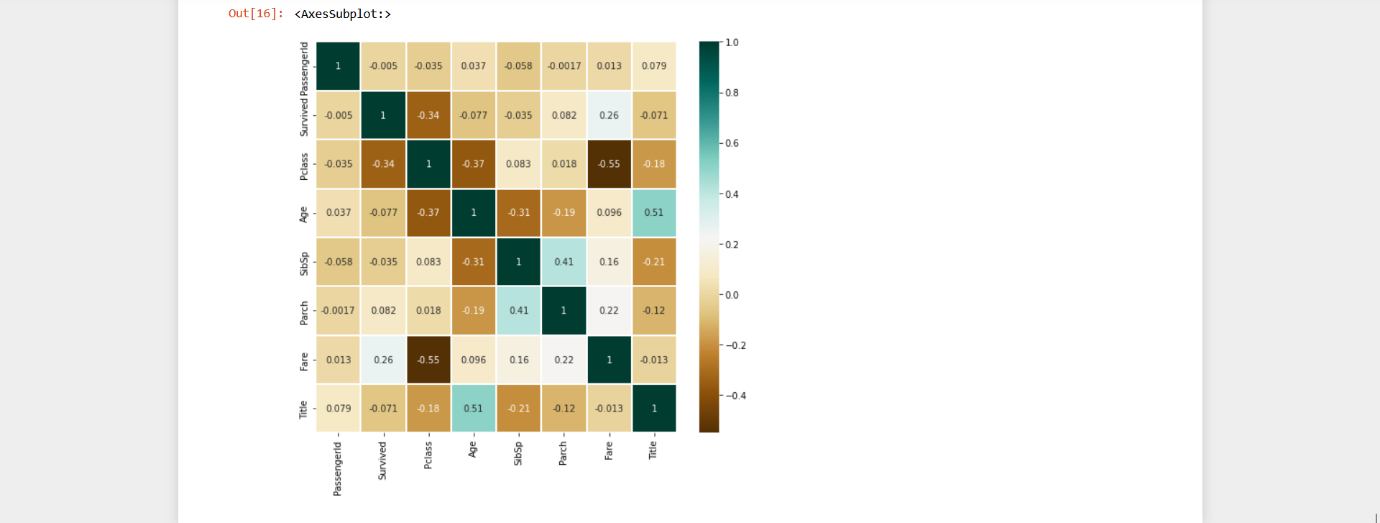 Out[16]: <AxesSubplot:>
PassengerId 1 -0.005 -0.035 0.037 -0.058 -0.0017 0.013 0.079
Survived -0.005 1 -0.34 -0.077 -0.035 0.082 0.26 -0.071
Pclass -0.035 -0.34 1 -0.37 0.083 0.018 -0.55 -0.18
Age 0.037 -0.077 -0.37 1 -0.31 -0.19 0.096 0.51
SibSp -0.058 -0.035 0.083 -0.31 1 0.41 0.16 -0.21
Parch -0.0017 0.082 0.018 -0.19 0.41 1 0.22 -0.12
Fare 0.013 0.26 -0.55 0.096 0.16 0.22 1 -0.013
Title 0.079 -0.071 -0.18 0.51 -0.21 -0.12 -0.013 1
PassengerId Survived Pclass Age SibSp Parch Fare Title
1.0
0.8
0.6
0.4
0.2
0.0
−0.2
−0.4